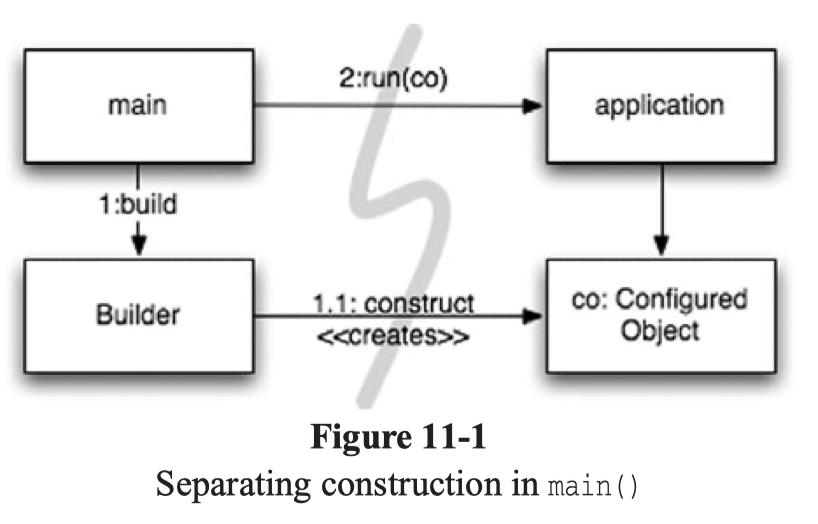 2:run(co)
main
application
1:build
Builder
1.1: construct
<<creates>>
co: Configured
Object
Figure 11-1
Separating construction in main()